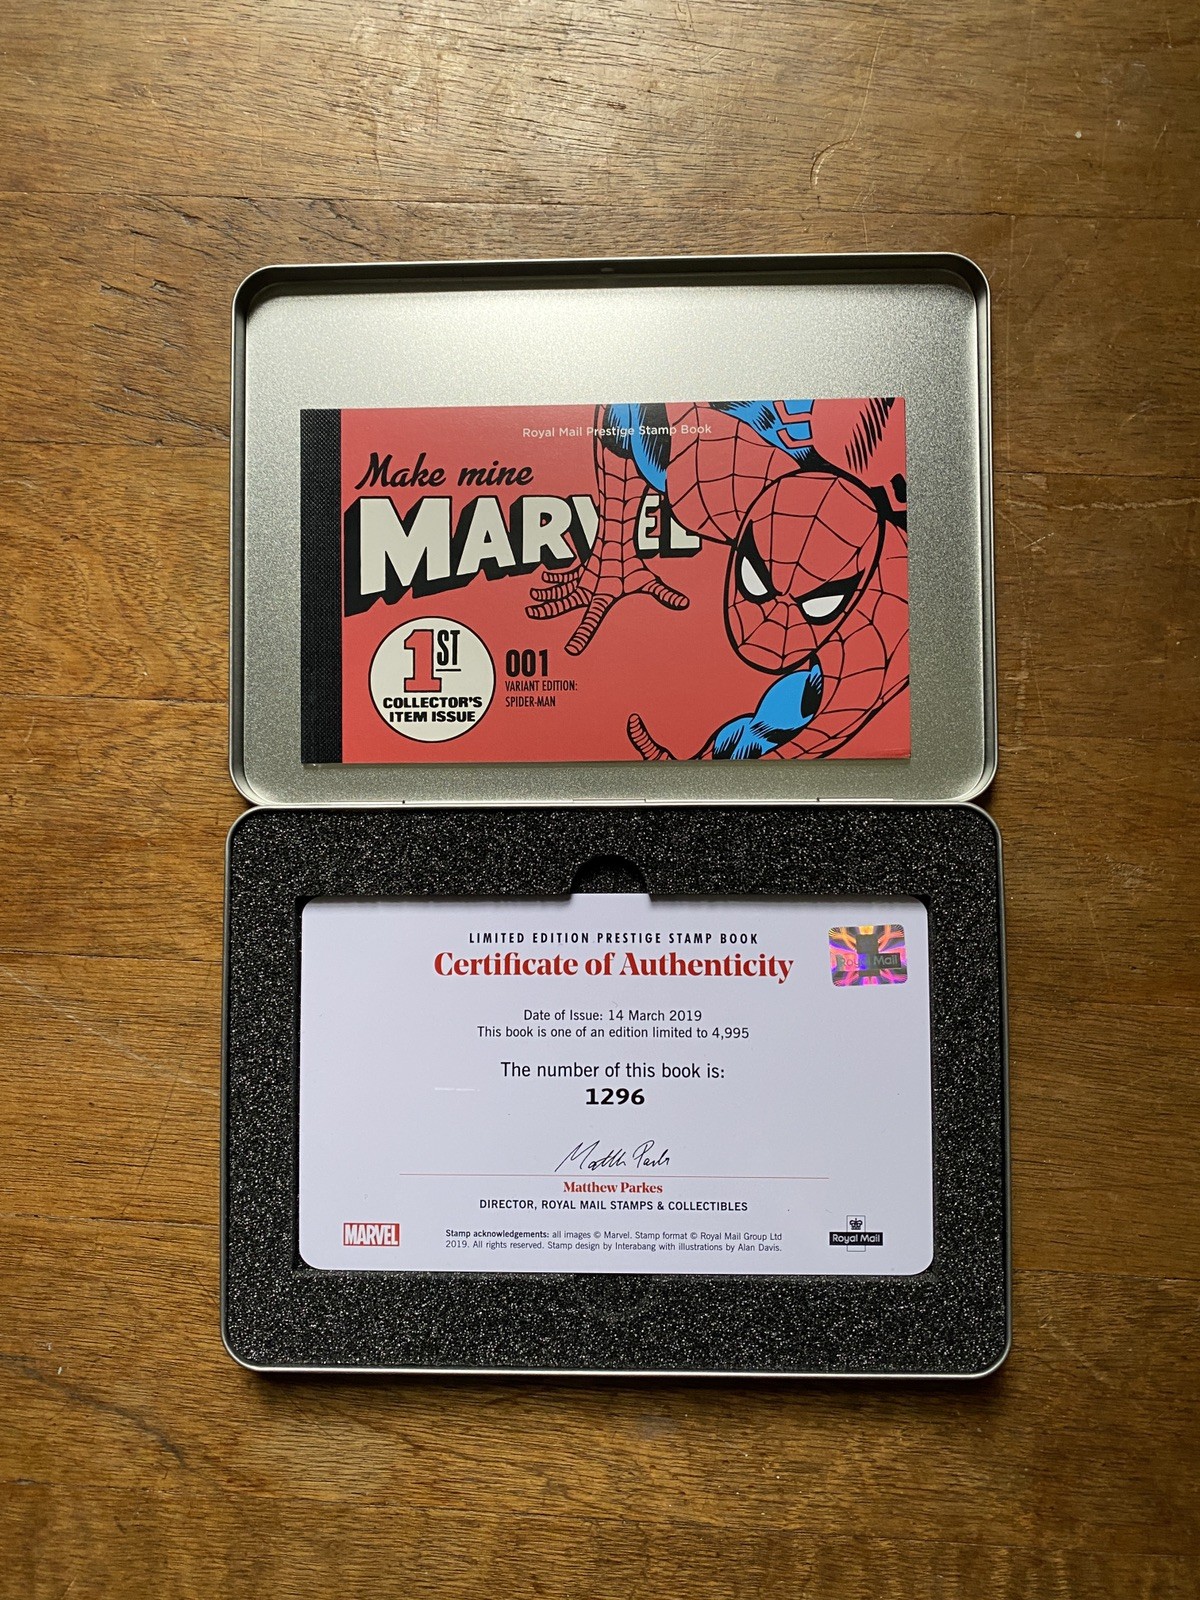 Royal Mail Prestige Stamp Book
Make mine
MARVEL
1ST
COLLECTOR'S
ITEM ISSUE
001
VARIANT EDITION:
SPIDER-MAN
LIMITED EDITION PRESTIGE STAMP BOOK
Certificate of Authenticity
Royal Mail
Date of Issue: 14 March 2019
This book is one of an edition limited to 4,995
The number of this book is:
1296
Matthew Parkes
DIRECTOR, ROYAL MAIL STAMPS & COLLECTIBLES
MARVEL
Stamp acknowledgements: all images © Marvel. Stamp format © Royal Mail Group Ltd
2019. All rights reserved. Stamp design by Interabang with illustrations by Alan Davis.
Royal Mail